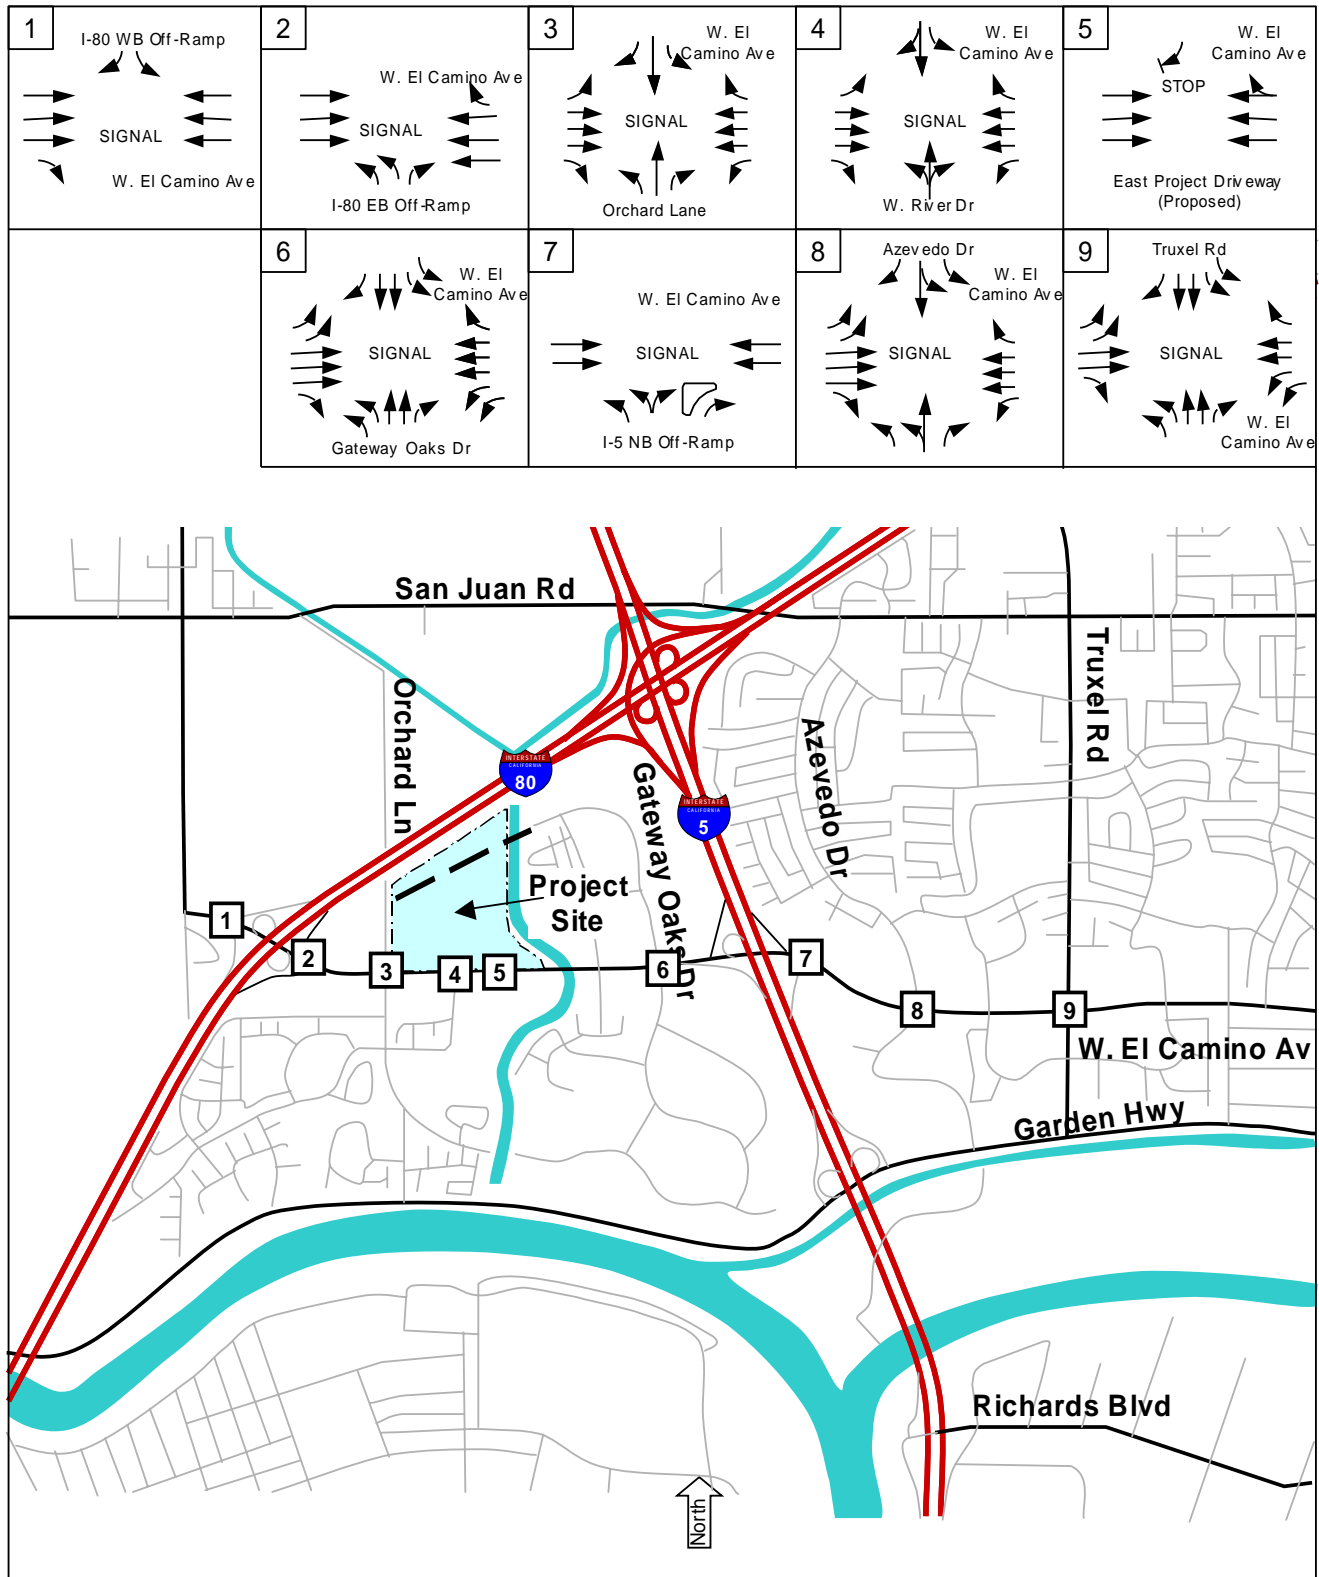 1
I-80 WB Off-Ramp
SIGNAL
W. El Camino Ave
2
W. El Camino Ave
SIGNAL
I-80 EB Off-Ramp
3
W. El
Camino Ave
SIGNAL
Orchard Lane
4
W. El
Camino Ave
SIGNAL
W. River Dr
5
W. El
Camino Ave
STOP
East Project Driveway
(Proposed)
6
W. El
Camino Ave
SIGNAL
Gateway Oaks Dr
7
W. El Camino Ave
SIGNAL
I-5 NB Off-Ramp
8
Azevedo Dr
W. El
Camino Ave
SIGNAL
9
Truxel Rd
SIGNAL
W. El
Camino Ave
San Juan Rd
Orchard Ln
Truxel Rd
Azevedo Dr
Gateway Oaks Dr
INTERSTATE
CALIFORNIA
80
INTERSTATE
CALIFORNIA
5
Project
Site
1
2
3
4
5
6
7
8
9
W. El Camino Av
Garden Hwy
Richards Blvd
North